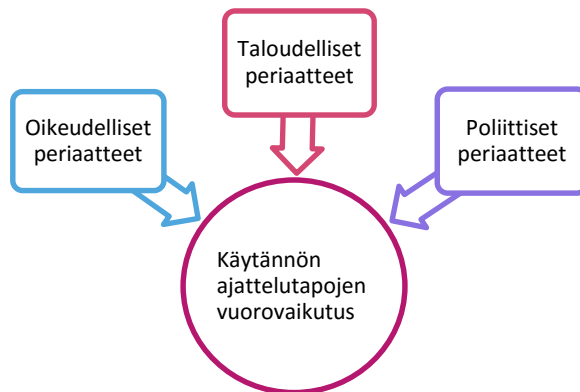 Taloudelliset
periaatteet
Oikeudelliset
periaatteet
Poliittiset
periaatteet
Käytännön
ajattelutapojen
vuorovaikutus